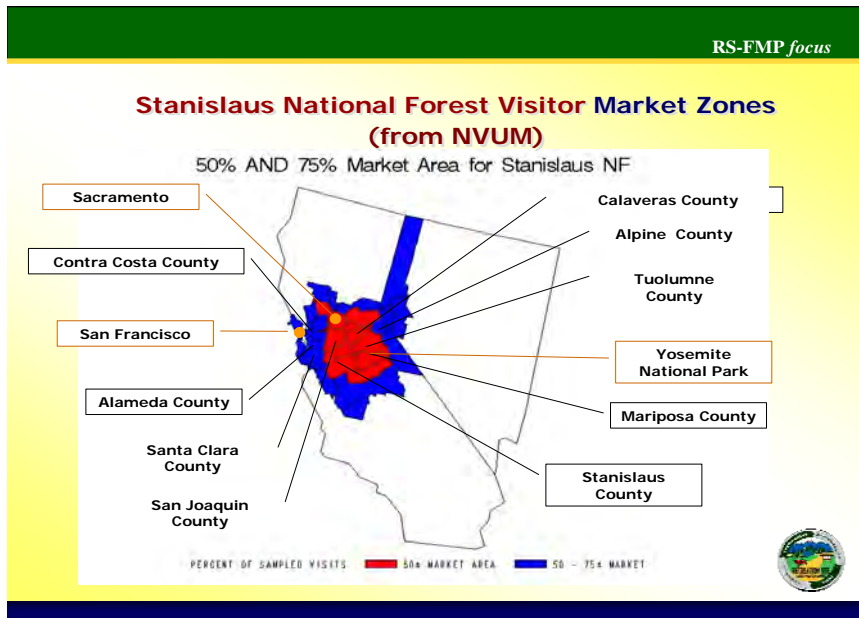 RS-FMP focus
Stanislaus National Forest Visitor Market Zones
(from NVUM)
50% AND 75% Market Area for Stanislaus NF
Sacramento
Calaveras County
Alpine County
Contra Costa County
Tuolumne
County
San Francisco
Yosemite
National Park
Alameda County
Mariposa County
Santa Clara
County
Stanislaus
County
San Joaquin
County
PERCENT OF SAMPLED VISITS
50% MARKET AREA
50 - 75% MARKET